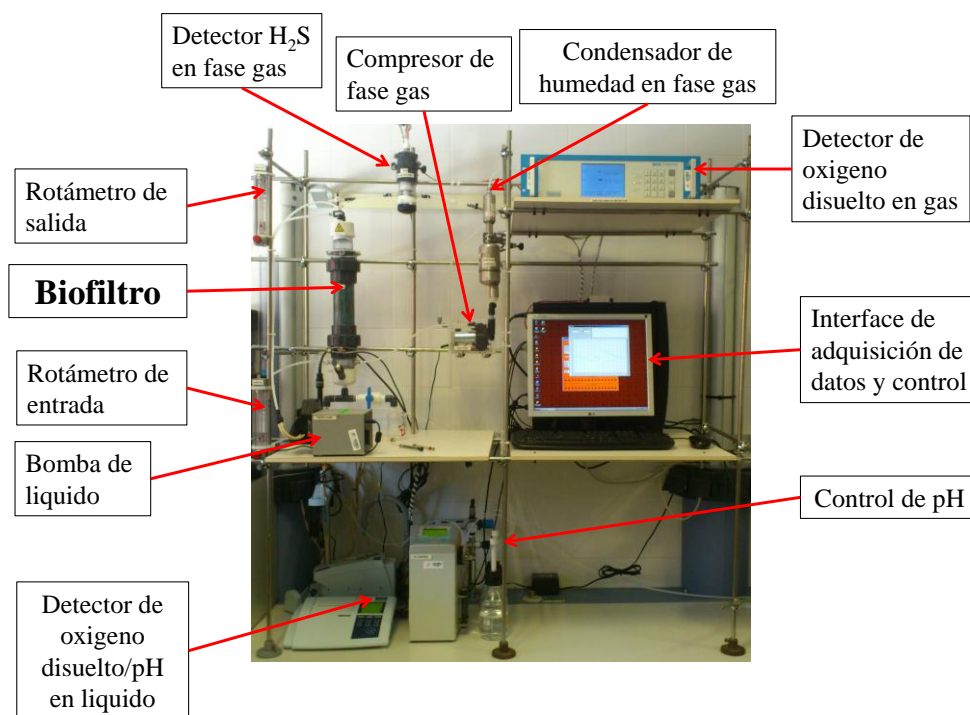 Detector H₂S
en fase gas
Compresor de
fase gas
Condensador de
humedad en fase gas
Detector de
oxigeno
disuelto en gas
Rotámetro de
salida
Biofiltro
Interface de
adquisición de
datos y control
Rotámetro de
entrada
Bomba de
liquido
Control de pH
Detector de
oxigeno
disuelto/pH
en liquido